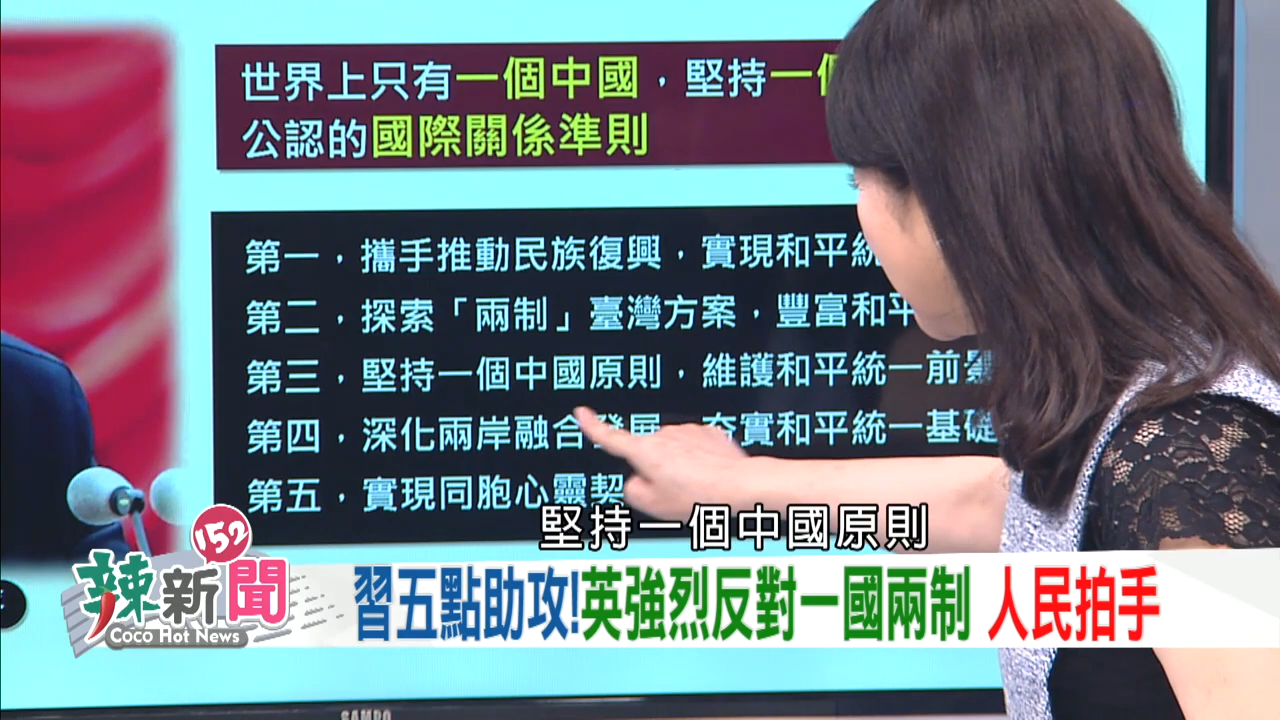 世界上只有一個中國，堅持一
公認的國際關係準則
第一，攜手推動民族復興，實現和平統
第二，探索「兩制」臺灣方案，豐富和平
第三，堅持一個中國原則，維護和平統一前景
第四，深化兩岸融合發展，夯實和平統一基礎
第五，實現同胞心靈契
堅持一個中國原則
152
辣新聞
Coco Hot News
習五點助攻!英強烈反對一國兩制 人民拍手
SAMPO